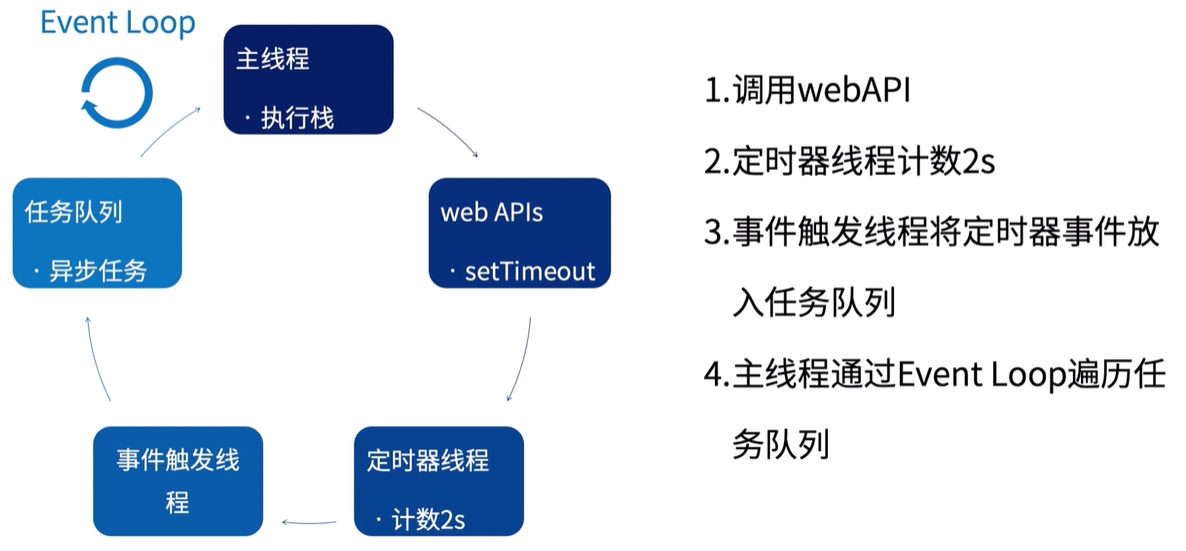 Event Loop
主线程
· 执行栈
web APIs
· setTimeout
定时器线程
· 计数2s
事件触发线
程
任务队列
· 异步任务
1.调用webAPI
2.定时器线程计数2s
3.事件触发线程将定时器事件放
入任务队列
4.主线程通过Event Loop遍历任
务队列